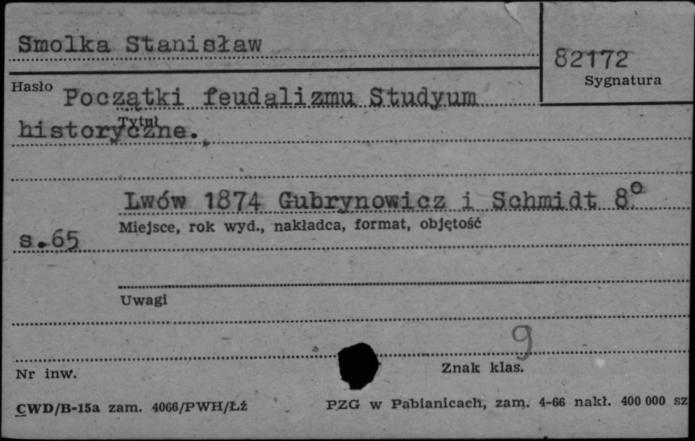 Smolka Stanisław
82172
Sygnatura
Hasło
Początki feudalizmu Studyum
Tytuł
historyczne.
Lwów 1874 Gubrynowicz i Schmidt 8°
Miejsce, rok wyd., nakładca, format, objętość
s.65
Uwagi
9
Nr inw.
Znak klas.
CWD/B-15a zam. 4066/PWH/Łź
PZG w Pabianicach, zam. 4-66 nakł. 400 000 sz